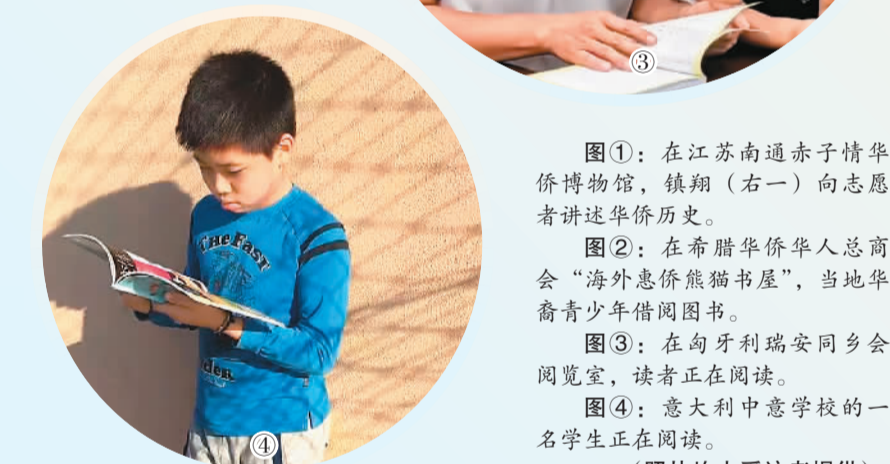 ③
图①：在江苏南通赤子情华
侨博物馆，镇翔（右一）向志愿
者讲述华侨历史。
图②：在希腊华侨华人总商
会“海外惠侨熊猫书屋”，当地华
裔青少年借阅图书。
图③：在匈牙利瑞安同乡会
阅览室，读者正在阅读。
图④：意大利中意学校的一
名学生正在阅读。
The Fast
④